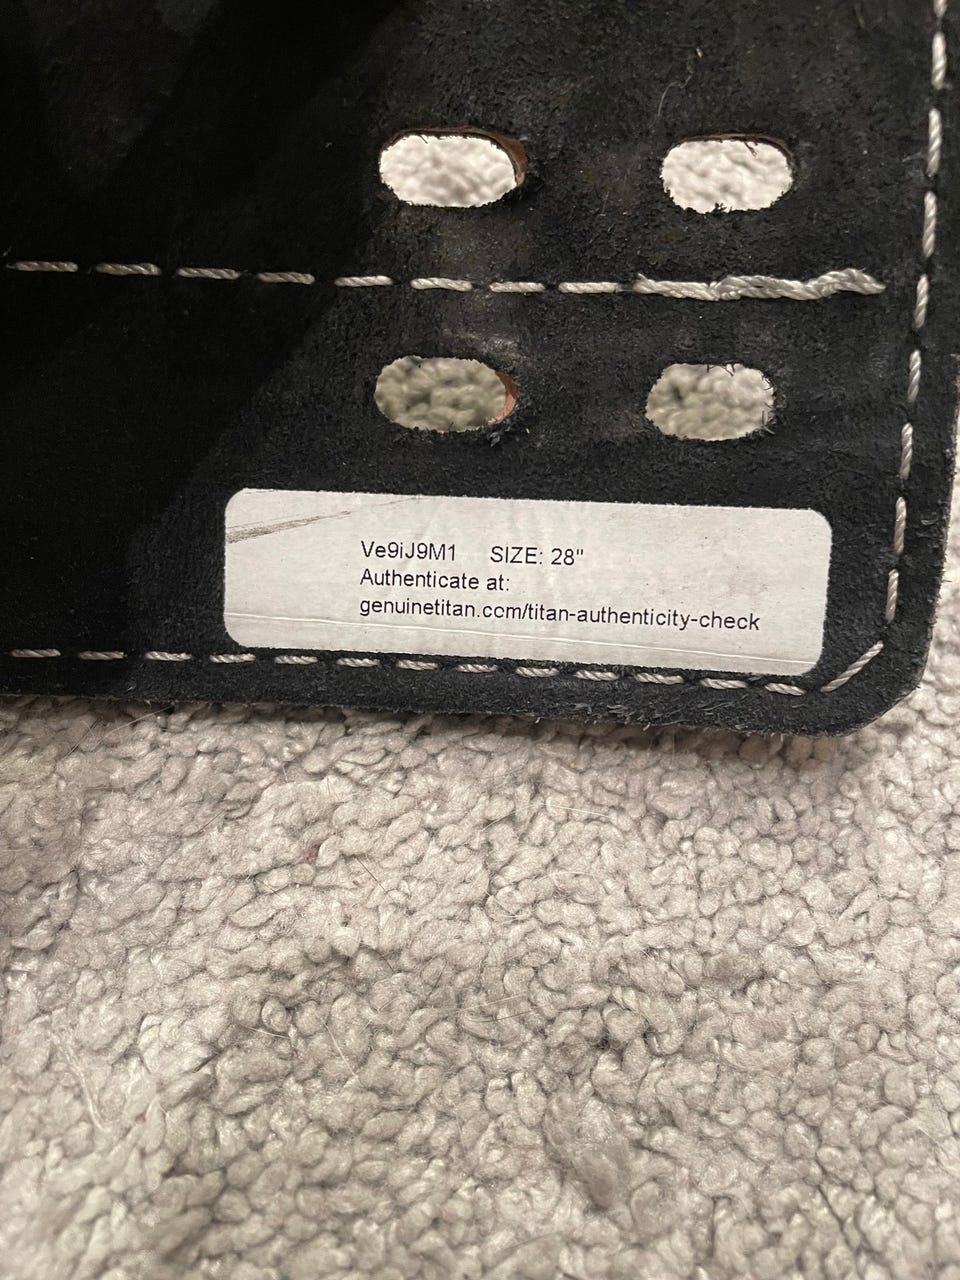 Ve9iJ9M1 SIZE: 28"
Authenticate at:
genuinetitan.com/titan-authenticity-check